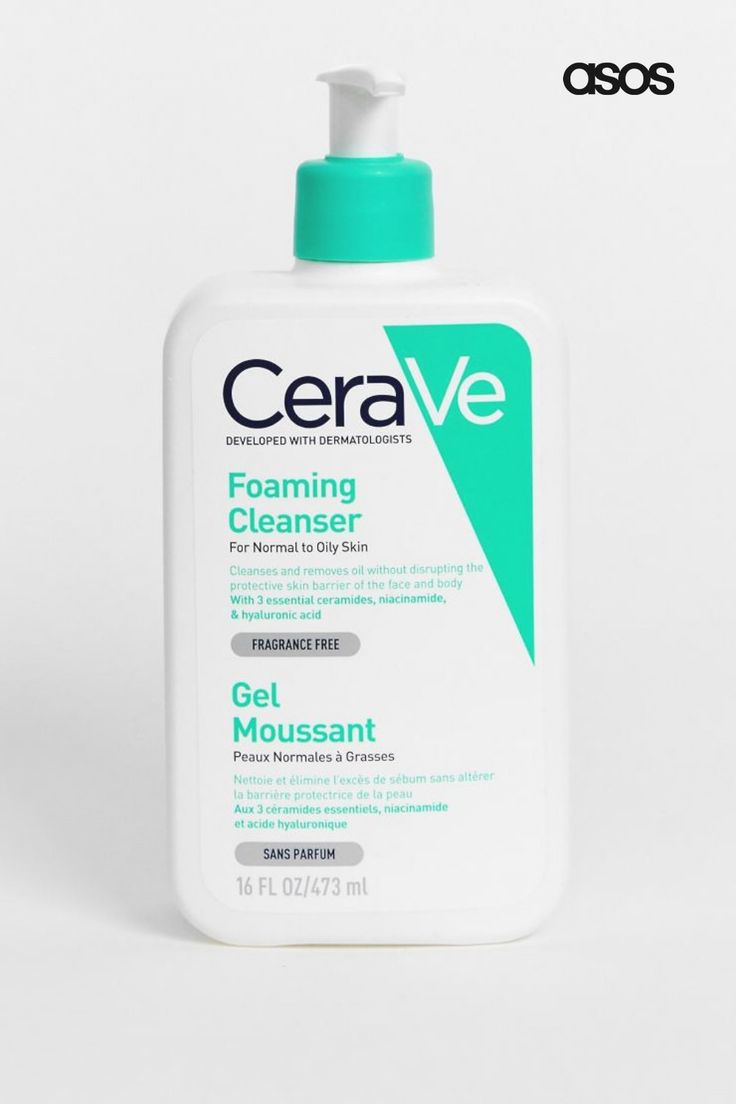 asos
CeraVe
DEVELOPED WITH DERMATOLOGISTS
Foaming
Cleanser
For Normal to Oily Skin
Cleanses and removes oil without disrupting the
protective skin barrier of the face and body
With 3 essential ceramides, niacinamide,
& hyaluronic acid
FRAGRANCE FREE
Gel
Moussant
Peaux Normales à Grasses
Nettoie et élimine l'excès de sébum sans altérer
la barrière protectrice de la peau
Aux 3 céramides essentiels, niacinamide
et acide hyaluronique
SANS PARFUM
16 FL OZ/473 ml